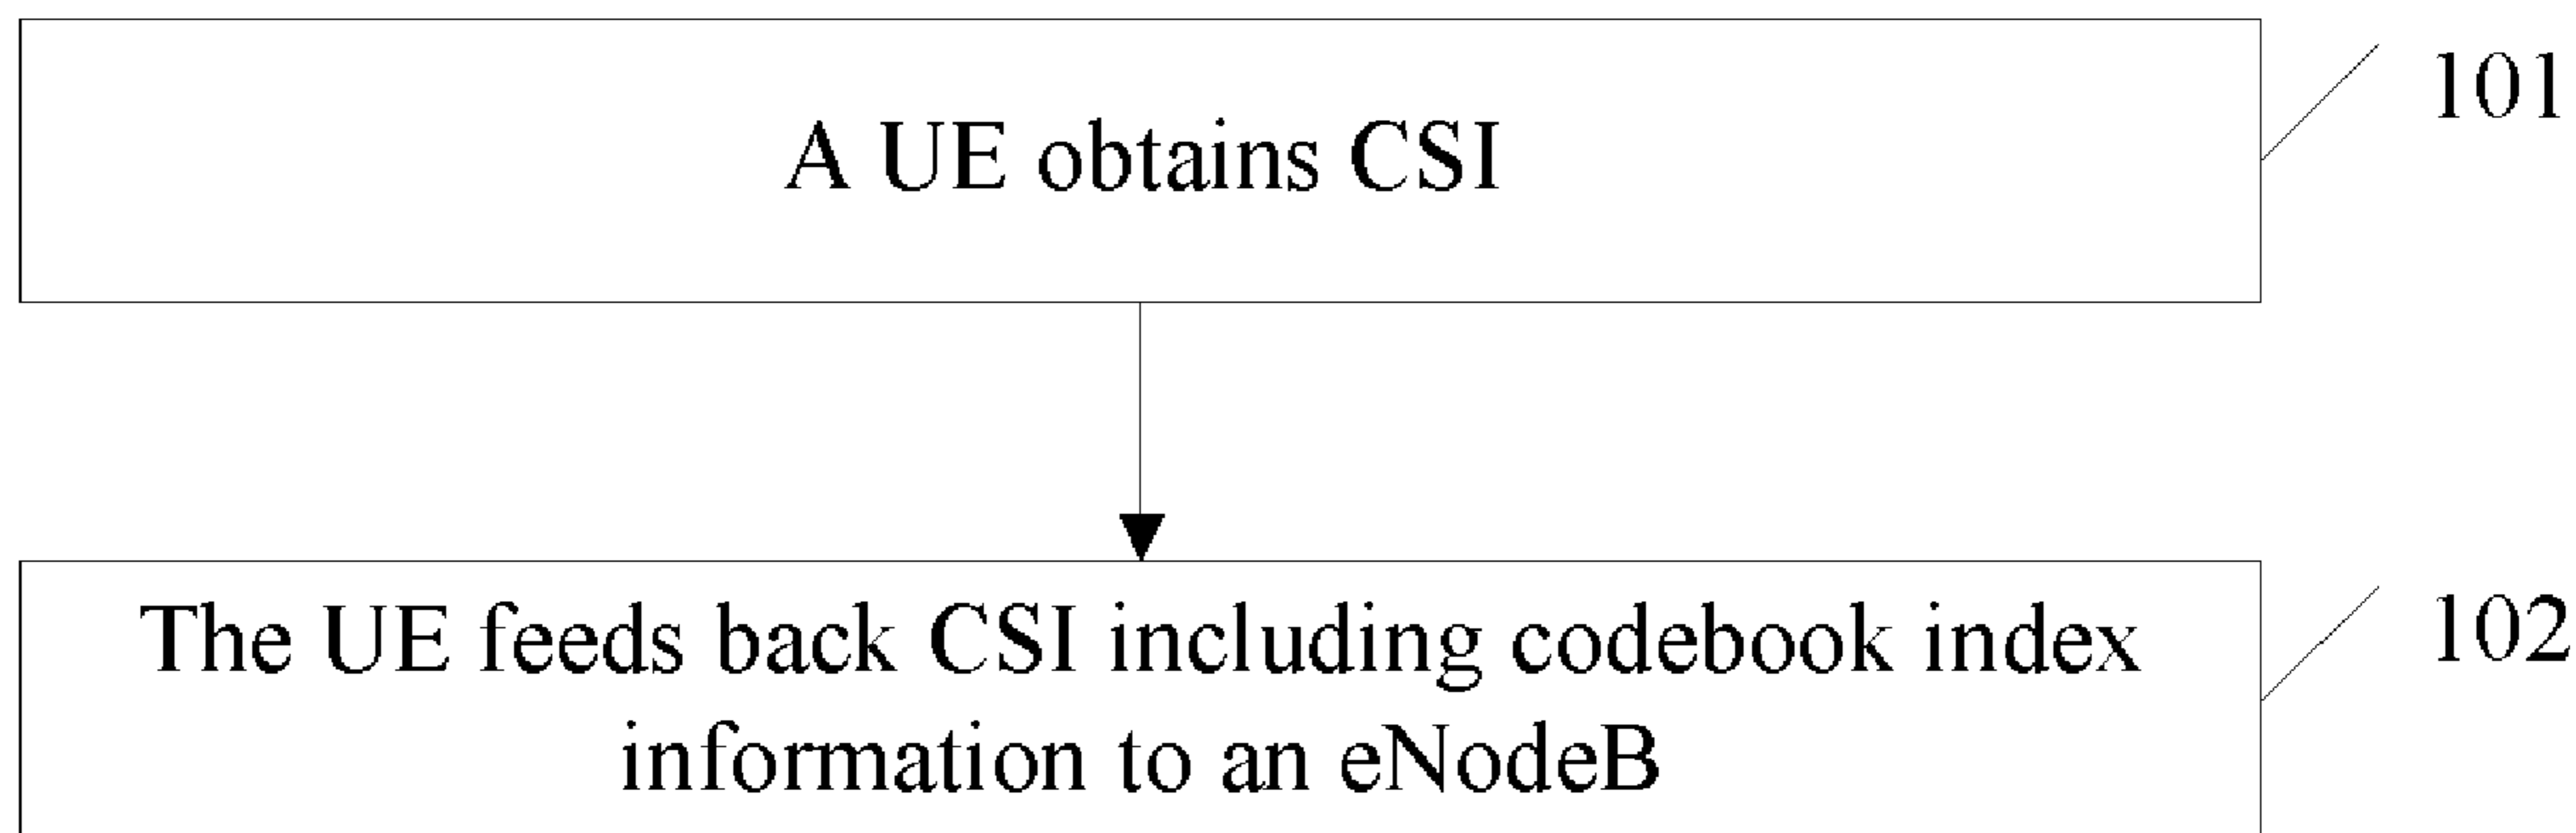 A UE obtains CSI
101
The UE feeds back CSI including codebook index
information to an eNodeB
102